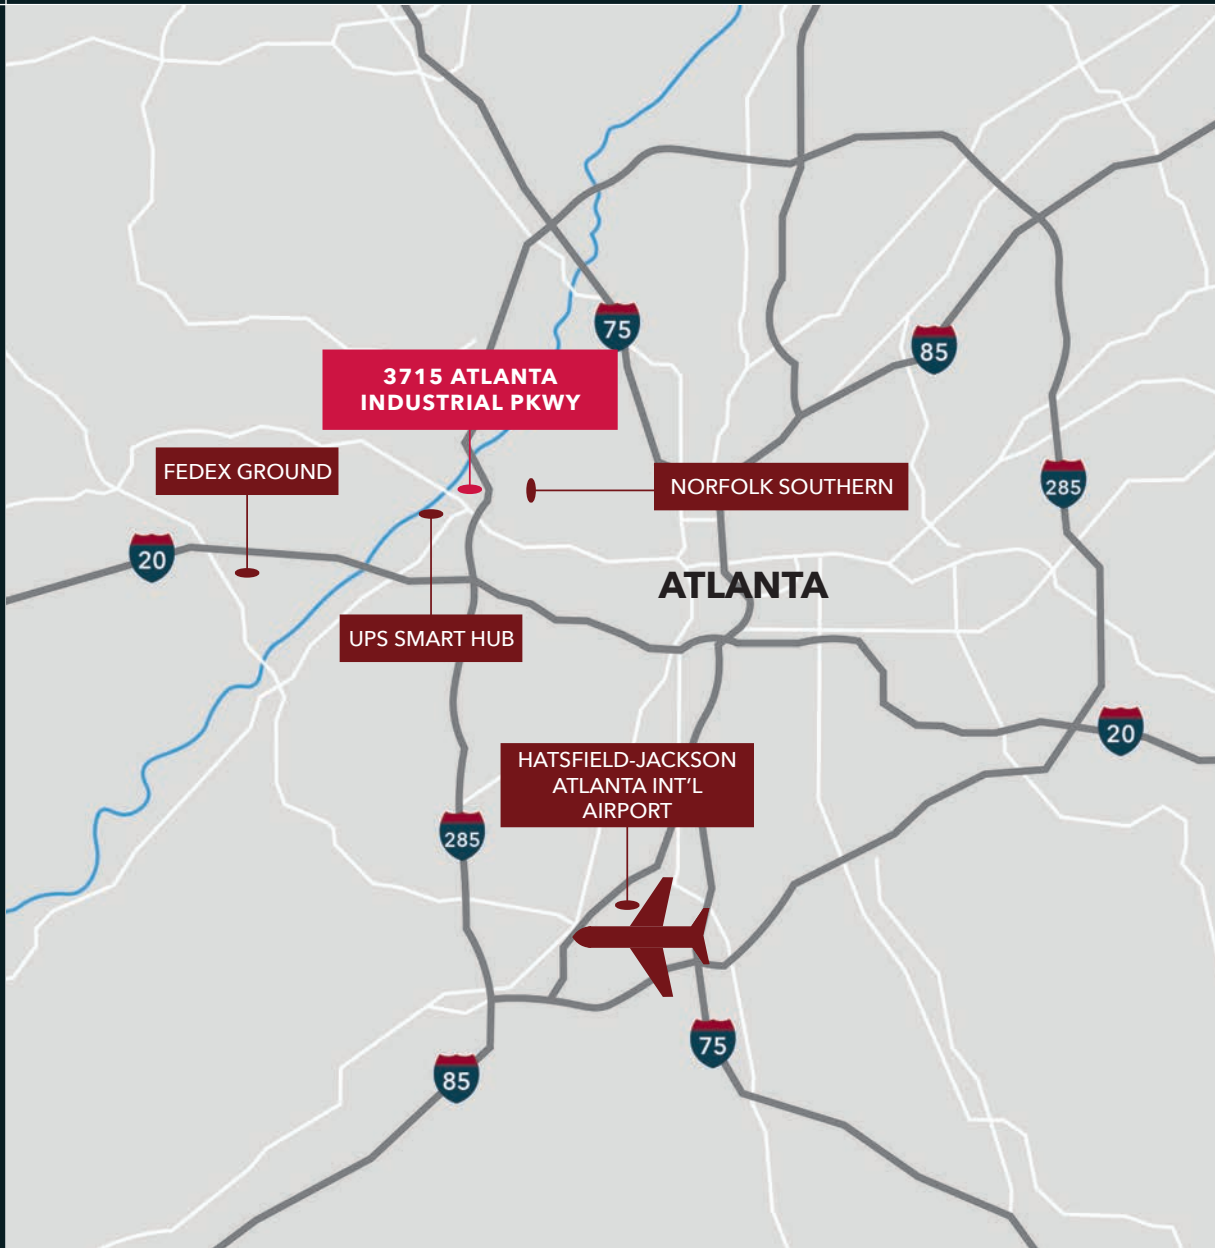 75
85
3715 ATLANTA
INDUSTRIAL PKWY
FEDEX GROUND
NORFOLK SOUTHERN
285
20
ATLANTA
UPS SMART HUB
20
HATSFIELD-JACKSON
ATLANTA INT'L
AIRPORT
285
75
85